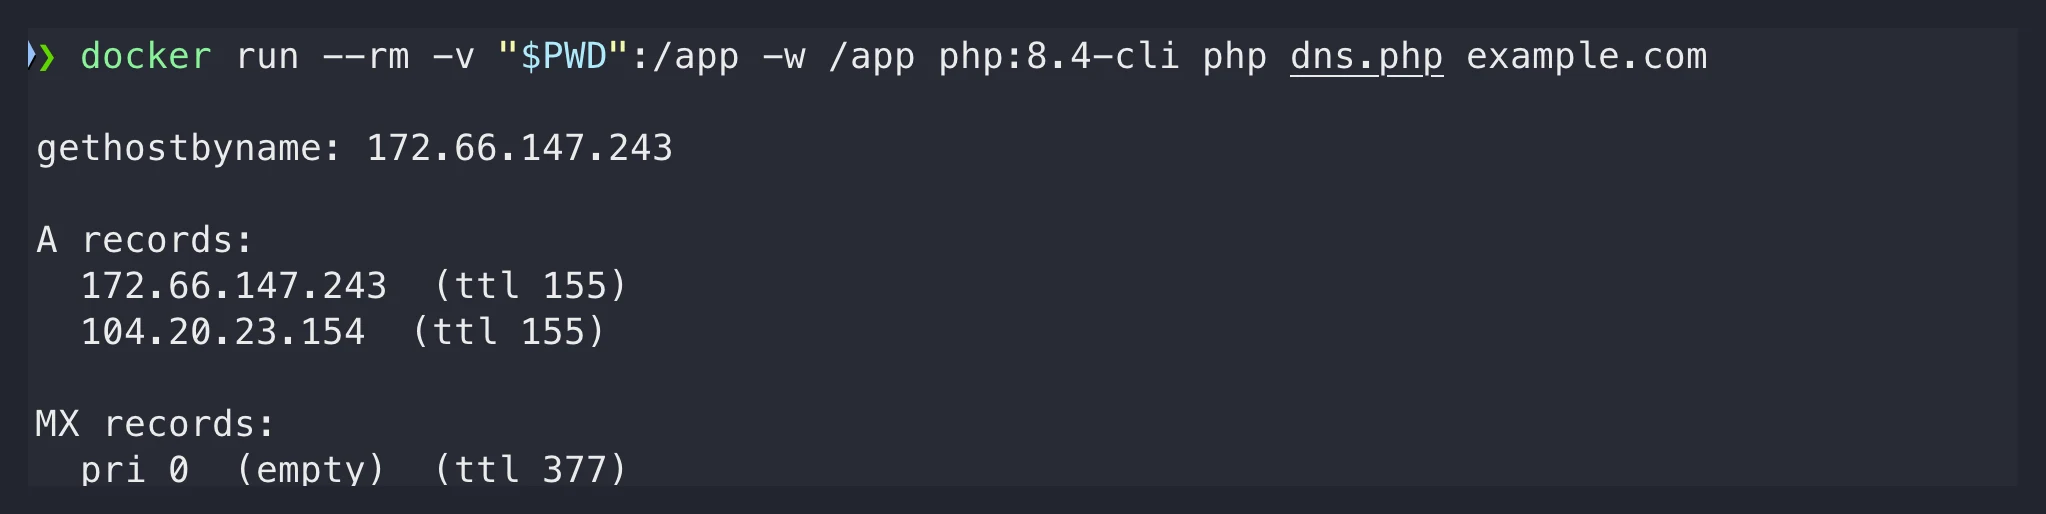 ❯ docker run --rm -v "$PWD":/app -w /app php:8.4-cli php dns.php example.com
gethostbyname: 172.66.147.243
A records:
172.66.147.243 (ttl 155)
104.20.23.154 (ttl 155)
MX records:
pri 0 (empty) (ttl 377)